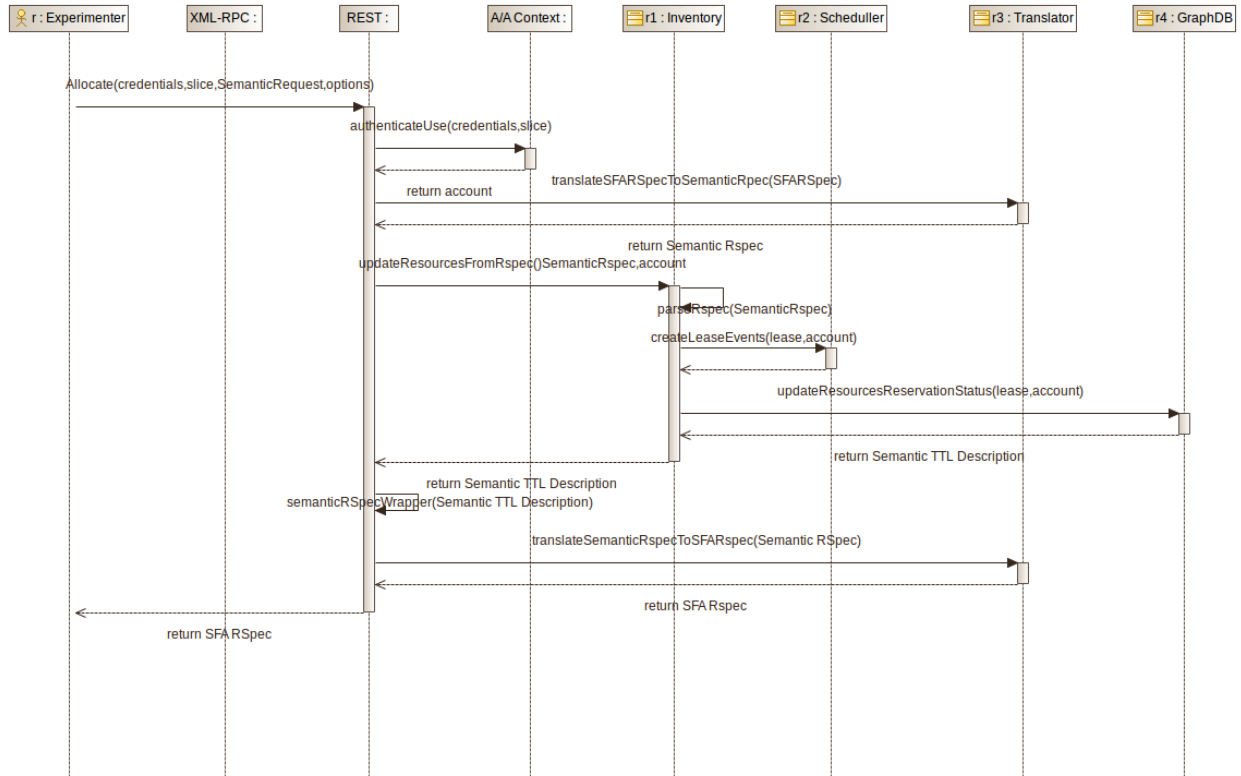 r : Experimenter
XML-RPC :
REST :
A/A Context :
r1 : Inventory
r2 : Scheduller
r3 : Translator
r4 : GraphDB
Allocate(credentials,slice,SemanticRequest,options)
authenticateUse(credentials,slice)
translateSFARSpecToSemanticRpec(SFARSpec)
return account
return Semantic Rspec
updateResourcesFromRspec()SemanticRspec,account
parseRspec(SemanticRspec)
createLeaseEvents(lease,account)
updateResourcesReservationStatus(lease,account)
return Semantic TTL Description
return Semantic TTL Description
semanticRSpecWrapper(Semantic TTL Description)
translateSemanticRspecToSFARspec(Semantic RSpec)
return SFA Rspec
return SFA RSpec